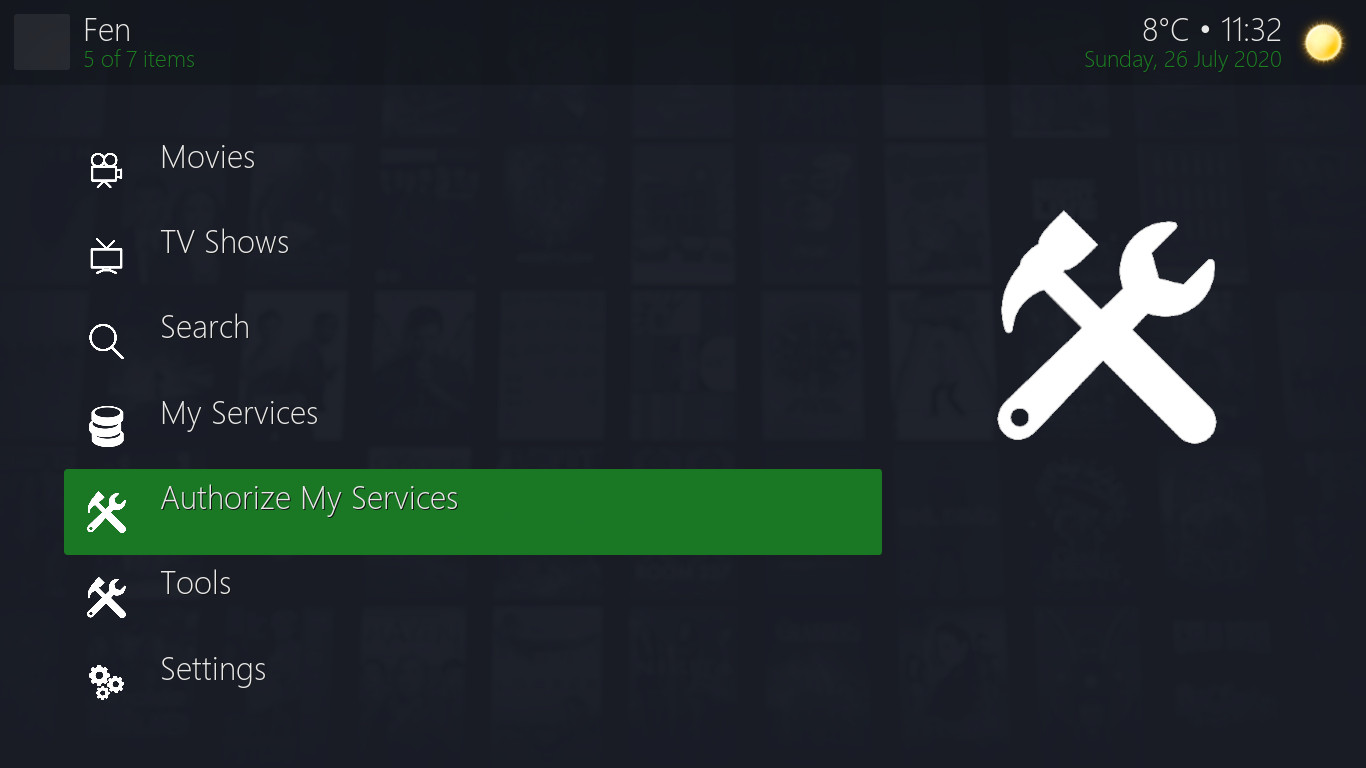 Fen
5 of 7 items
8°C • 11:32
Sunday, 26 July 2020
Movies
TV Shows
Search
My Services
Authorize My Services
Tools
Settings